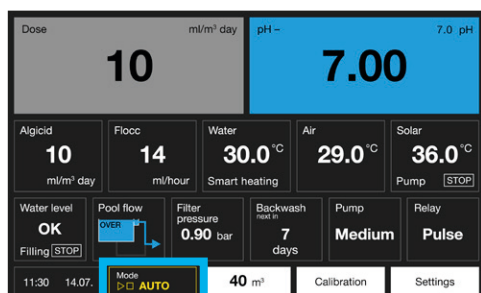 Dose ml/m³ day
10
pH – 7.0 pH
7.00
Algicid
10
ml/m³ day
Flocc
14
ml/hour
Water
30.0 °C
Smart heating
Air
29.0 °C
Solar
36.0 °C
Pump STOP
Water level
OK
Filling STOP
Pool flow
OVER
Filter
pressure
0.90 bar
Backwash
next in
7
days
Pump
Medium
Relay
Pulse
11:30 14.07.
Mode
AUTO
40 m³
Calibration
Settings